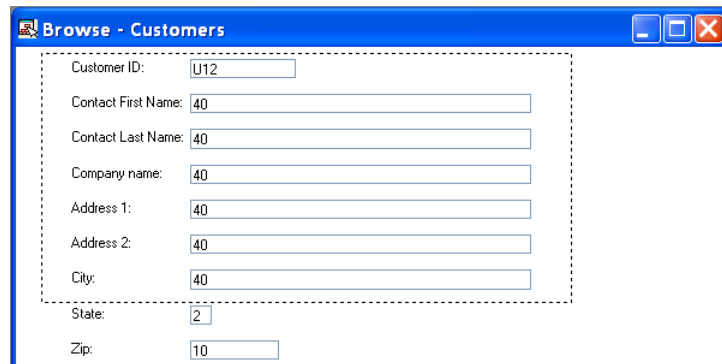 Browse - Customers
Customer ID: U12
Contact First Name: 40
Contact Last Name: 40
Company name: 40
Address 1: 40
Address 2: 40
City: 40
State: 2
Zip: 10